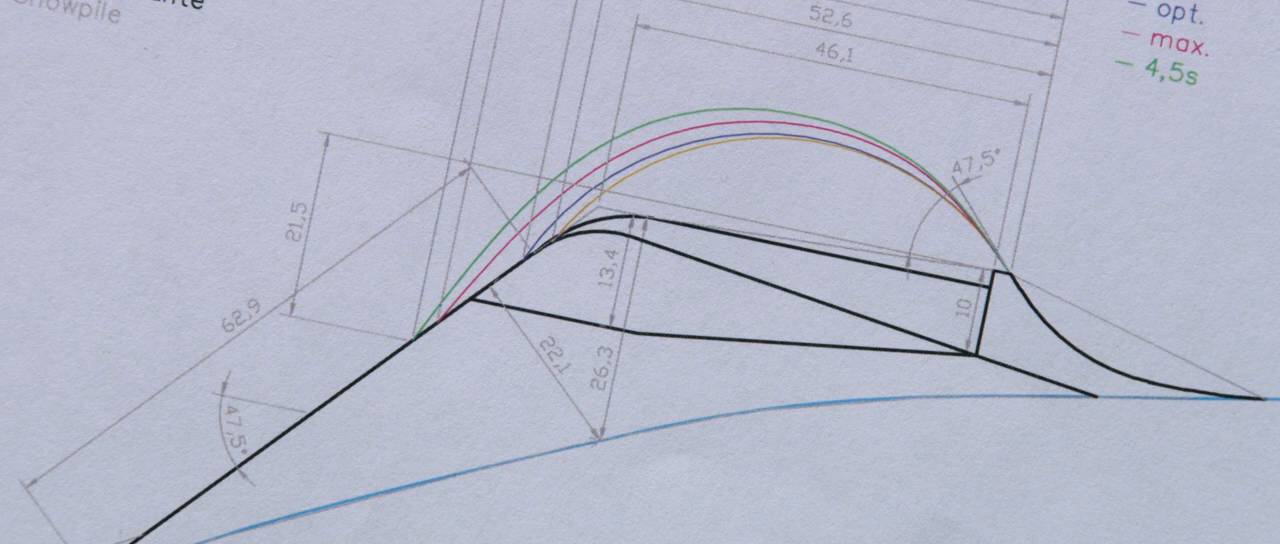 Snowpile
52,6
46,1
opt.
max.
4,5s
47,5°
21,5
13,4
62,9
10
22,1
26,3
47,5°